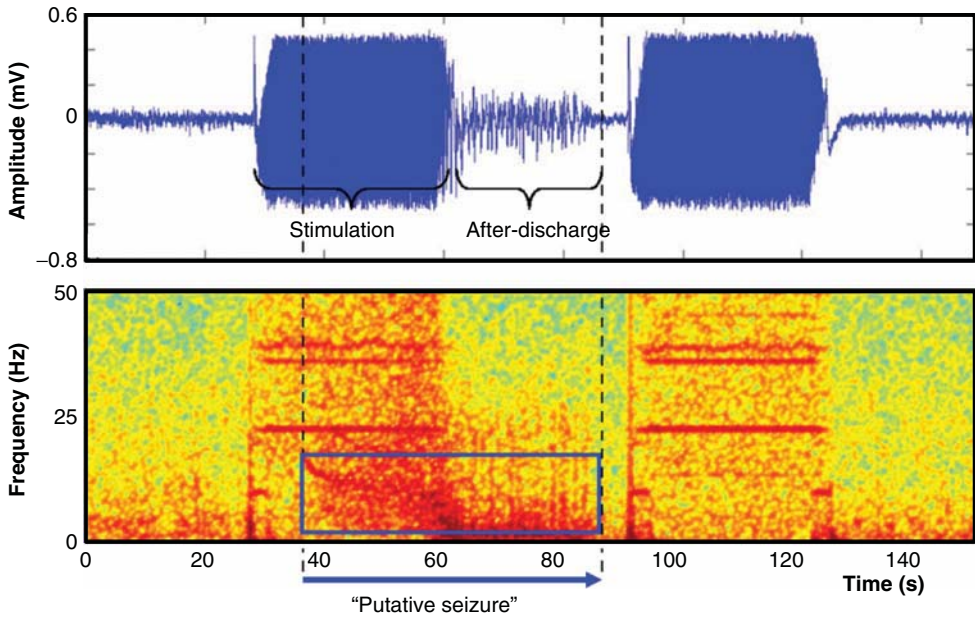 0.6
Amplitude (mV)
0
Stimulation
After-discharge
–0.8
50
Frequency (Hz)
25
0
0
20
40
60
80
100
120
140
Time (s)
“Putative seizure”